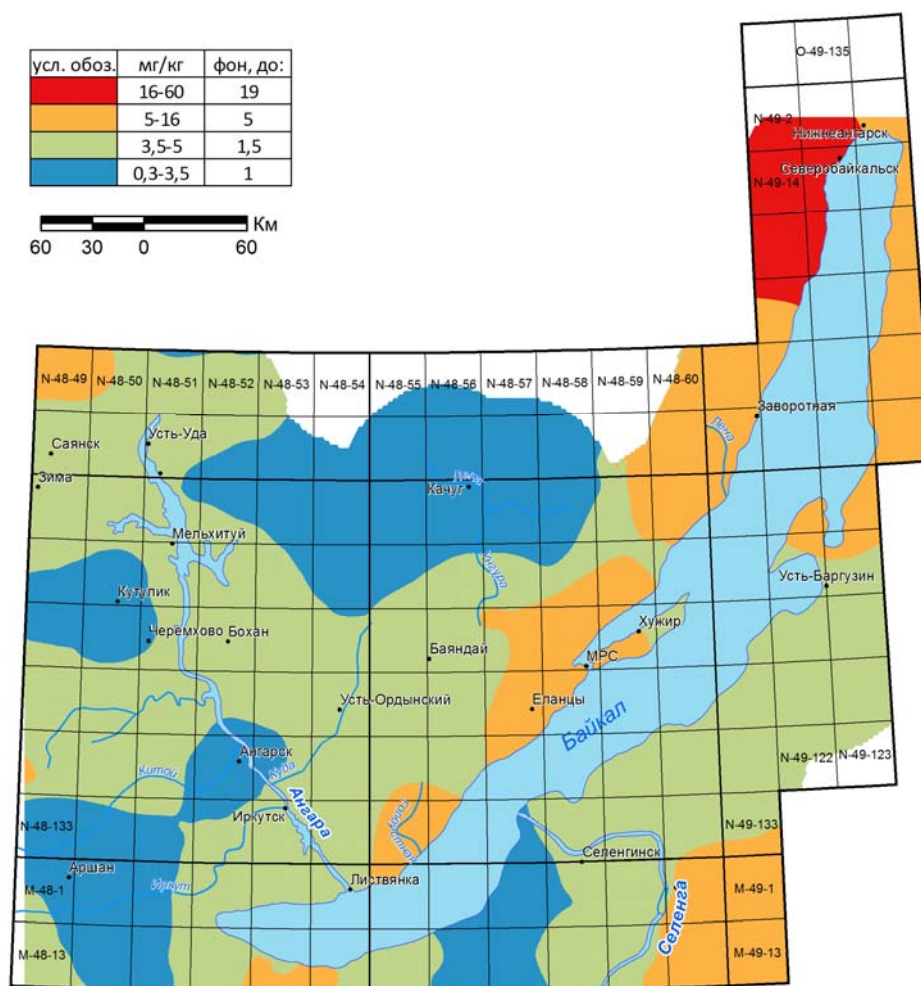 усл. обоз. мг/кг фон, до:
16-60 19
5-16 5
3,5-5 1,5
0,3-3,5 1
Км
60 30 0 60
O-49-135
N-49-2
Нижнеангарск
Северобайкальск
N-49-14
N-48-49 N-48-50 N-48-51 N-48-52 N-48-53 N-48-54 N-48-55 N-48-56 N-48-57 N-48-58 N-48-59 N-48-60
Заворотная
Лена
Усть-Уда
Саянск
Зима
Лена
Качуг
Мельхитуй
Унгура
Усть-Баргузин
Кутулик
Черемхово Бохан
Хужир
Баяндай
МРС
Усть-Ордынский
Еланцы
Байкал
Ангарск
N-49-122 N-49-123
Китой
Куда
Ангара
Иркутск
Голоустная
N-48-133
N-49-133
Селенгинск
Аршан
M-48-1
Иркут
Листвянка
M-49-1
Селенга
M-48-13
M-49-13